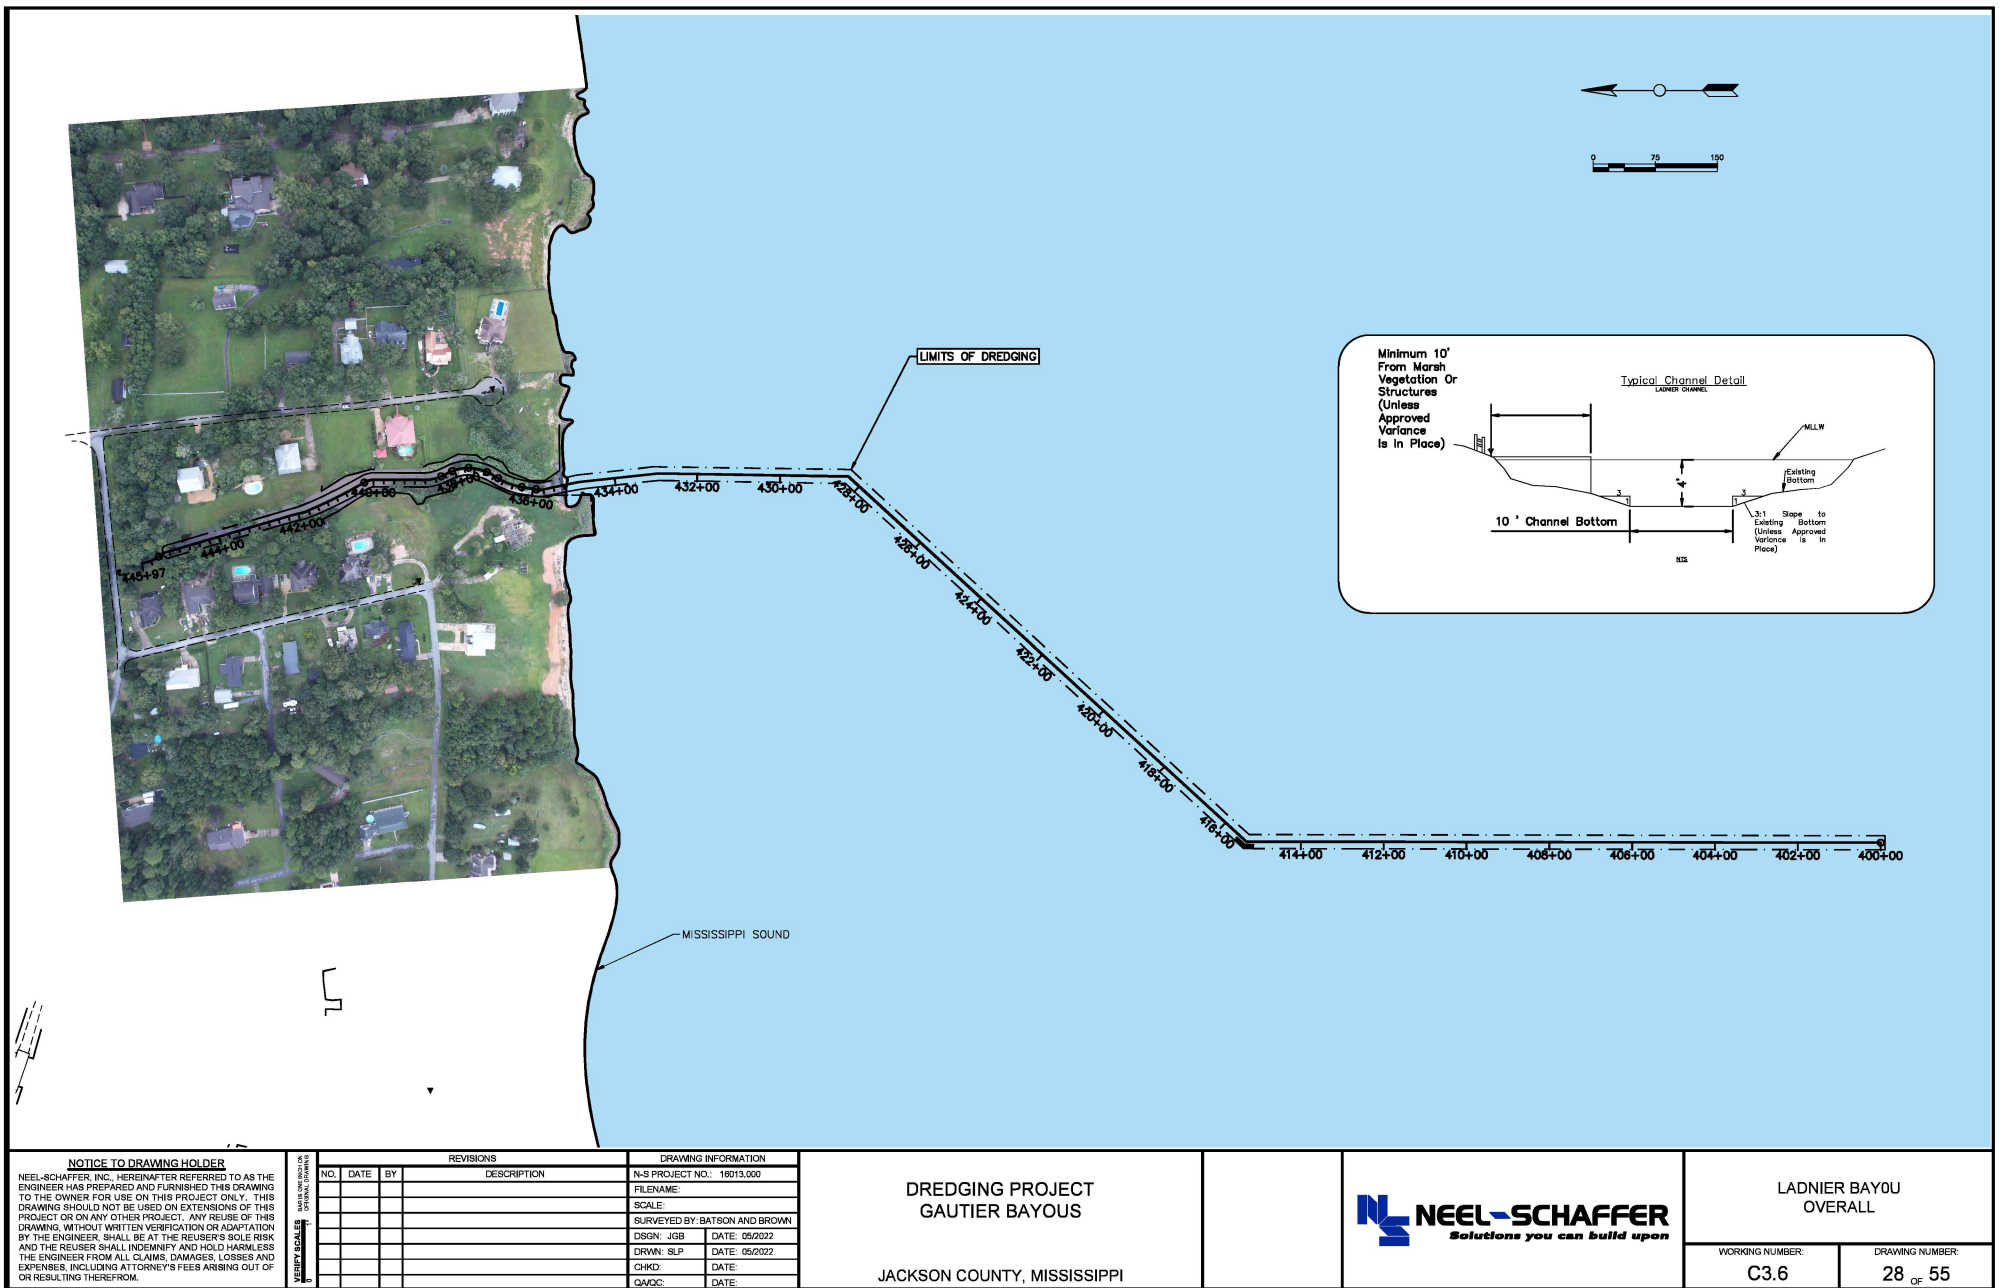 0 75 150
LIMITS OF DREDGING
Minimum 10'
From Marsh
Vegetation Or
Structures
(Unless
Approved
Variance
Is In Place)
Typical Channel Detail
LADNIER CHANNEL
MLLW
4'
Existing
Bottom
3
1
3
1
10 ' Channel Bottom
3:1 Slope to
Existing Bottom
(Unless Approved
Variance Is In
Place)
NTS
445+97
444+00
442+00
440+00
438+00
436+00
434+00
432+00
430+00
428+00
426+00
424+00
422+00
420+00
418+00
416+00
414+00
412+00
410+00
408+00
406+00
404+00
402+00
400+00
MISSISSIPPI SOUND
NOTICE TO DRAWING HOLDER
NEEL-SCHAFFER, INC., HEREINAFTER REFERRED TO AS THE
ENGINEER HAS PREPARED AND FURNISHED THIS DRAWING
TO THE OWNER FOR USE ON THIS PROJECT ONLY. THIS
DRAWING SHOULD NOT BE USED ON EXTENSIONS OF THIS
PROJECT OR ON ANY OTHER PROJECT. ANY REUSE OF THIS
DRAWING, WITHOUT WRITTEN VERIFICATION OR ADAPTATION
BY THE ENGINEER, SHALL BE AT THE REUSER'S SOLE RISK
AND THE REUSER SHALL INDEMNIFY AND HOLD HARMLESS
THE ENGINEER FROM ALL CLAIMS, DAMAGES, LOSSES AND
EXPENSES, INCLUDING ATTORNEY'S FEES ARISING OUT OF
OR RESULTING THEREFROM.
VERIFY SCALES
BAR IS ONE INCH ON
ORIGINAL DRAWING
0 1"
REVISIONS
NO. DATE BY DESCRIPTION
DRAWING INFORMATION
N-S PROJECT NO.: 16013.000
FILENAME:
SCALE:
SURVEYED BY: BATSON AND BROWN
DSGN: JGB DATE: 05/2022
DRWN: SLP DATE: 05/2022
CHKD: DATE:
QA/QC: DATE:
DREDGING PROJECT
GAUTIER BAYOUS
JACKSON COUNTY, MISSISSIPPI
NS NEEL-SCHAFFER
Solutions you can build upon
LADNIER BAY0U
OVERALL
WORKING NUMBER:
C3.6
DRAWING NUMBER:
28 OF 55